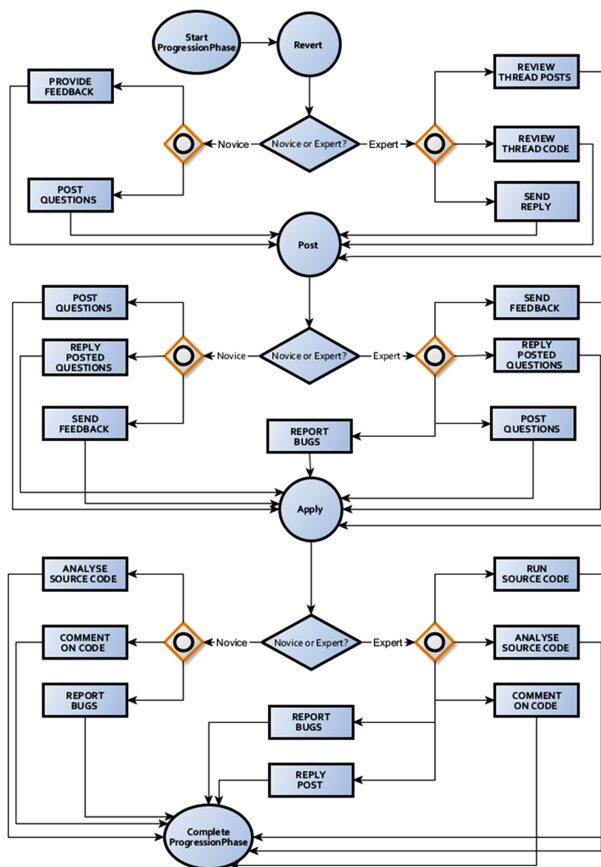 Start
ProgressionPhase
Revert
PROVIDE
FEEDBACK
REVIEW
THREAD POSTS
Novice
Novice or Expert?
Expert
REVIEW
THREAD CODE
POST
QUESTIONS
SEND
REPLY
Post
POST
QUESTIONS
SEND
FEEDBACK
REPLY
POSTED
QUESTIONS
Novice
Novice or Expert?
Expert
REPLY
POSTED
QUESTIONS
SEND
FEEDBACK
REPORT
BUGS
POST
QUESTIONS
Apply
ANALYSE
SOURCE CODE
RUN
SOURCE CODE
COMMENT
ON CODE
Novice
Novice or Expert?
Expert
ANALYSE
SOURCE CODE
REPORT
BUGS
REPORT
BUGS
COMMENT
ON CODE
REPLY
POST
Complete
ProgressionPhase